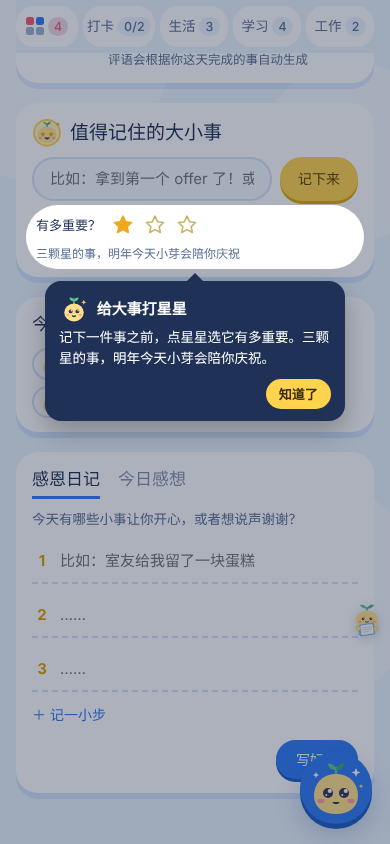 4 打卡 0/2 生活 3 学习 4 工作 2
评语会根据你这天完成的事自动生成
值得记住的大小事
比如：拿到第一个 offer 了！或 记下来
有多重要？
三颗星的事，明年今天小芽会陪你庆祝
给大事打星星
记下一件事之前，点星星选它有多重要。三颗
星的事，明年今天小芽会陪你庆祝。
知道了
感恩日记 今日感想
今天有哪些小事让你开心，或者想说声谢谢？
1 比如：室友给我留了一块蛋糕
2 ……
3 ……
＋ 记一小步